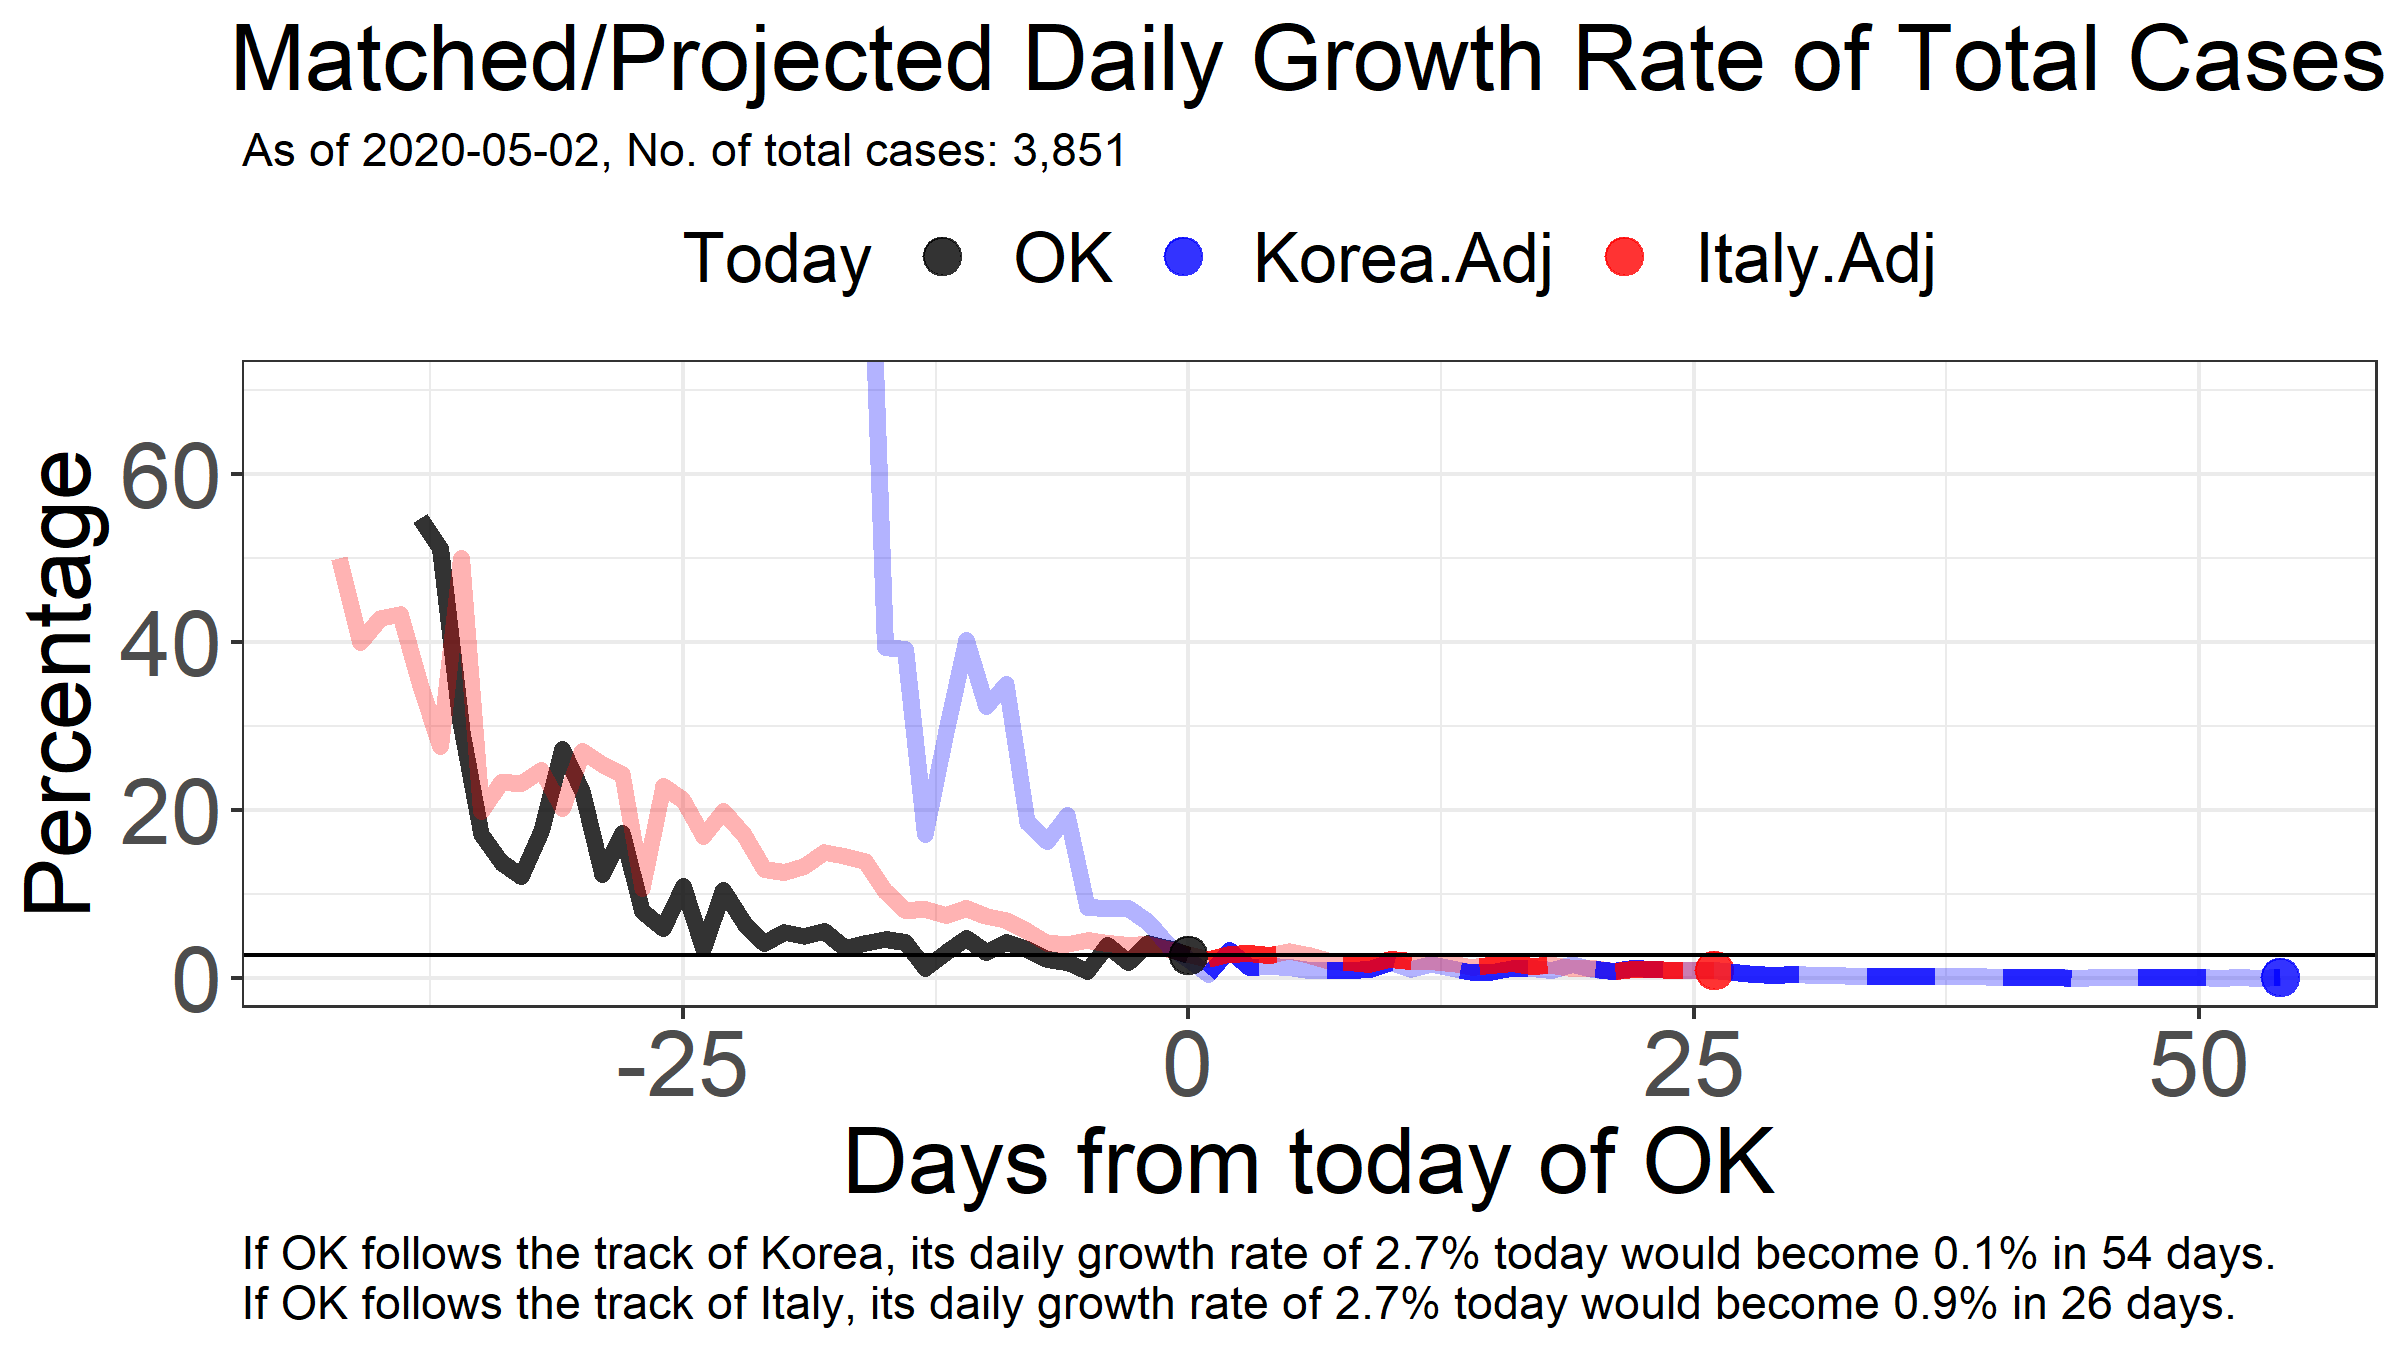 Matched/Projected Daily Growth Rate of Total Cases
As of 2020-05-02, No. of total cases: 3,851
Today OK Korea.Adj Italy.Adj
Percentage
60
40
20
0
-25 0 25 50
Days from today of OK
If OK follows the track of Korea, its daily growth rate of 2.7% today would become 0.1% in 54 days.
If OK follows the track of Italy, its daily growth rate of 2.7% today would become 0.9% in 26 days.